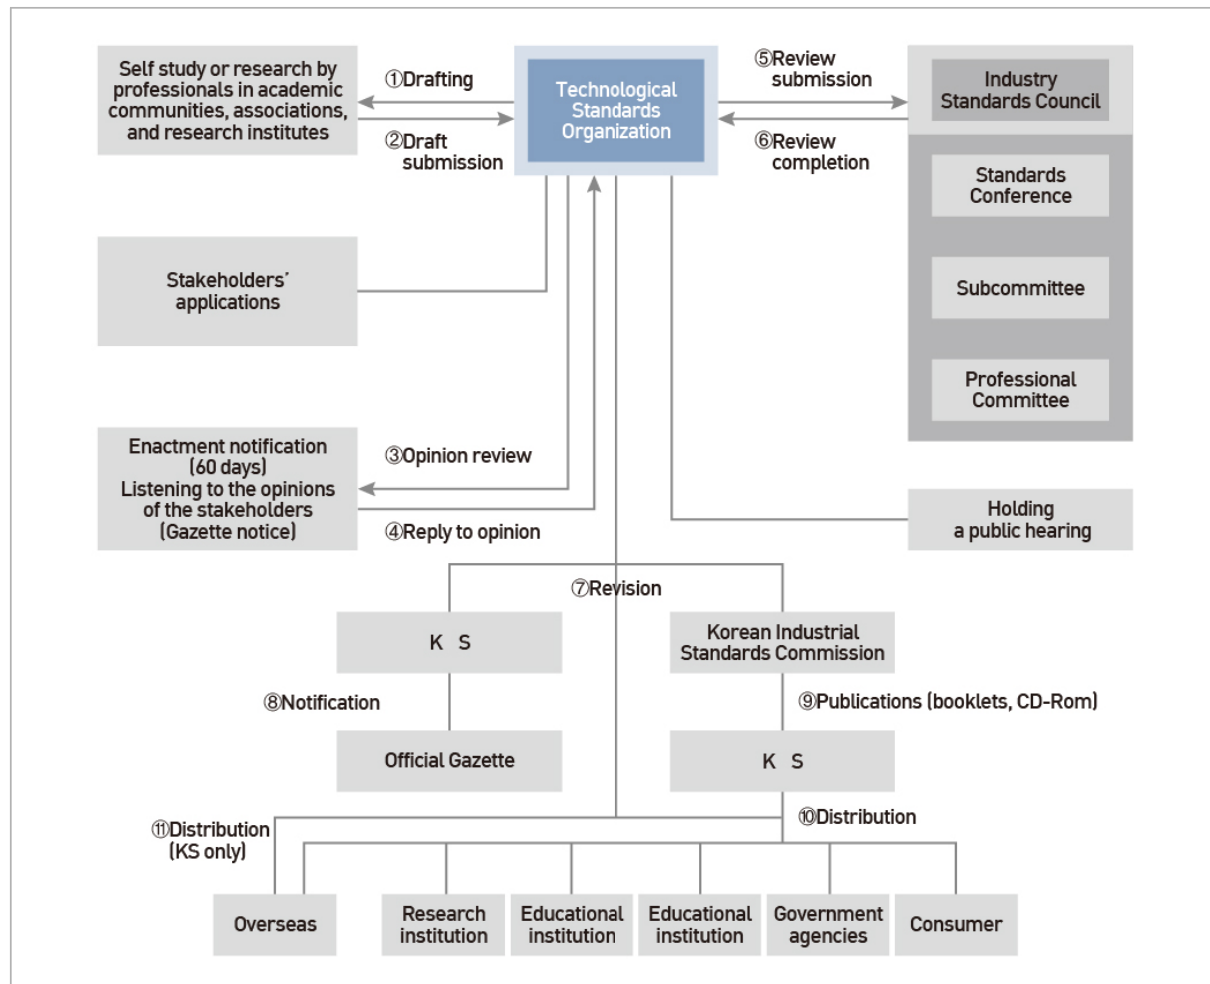 Self study or research by
professionals in academic
communities, associations,
and research institutes
①Drafting
②Draft
submission
Technological
Standards
Organization
⑤Review
submission
⑥Review
completion
Industry
Standards Council
Standards
Conference
Subcommittee
Professional
Committee
Stakeholders’
applications
Enactment notification
(60 days)
Listening to the opinions
of the stakeholders
(Gazette notice)
③Opinion review
④Reply to opinion
Holding
a public hearing
⑦Revision
K S
Korean Industrial
Standards Commission
⑧Notification
⑨Publications (booklets, CD-Rom)
Official Gazette
K S
⑪Distribution
(KS only)
⑩Distribution
Overseas
Research
institution
Educational
institution
Educational
institution
Government
agencies
Consumer